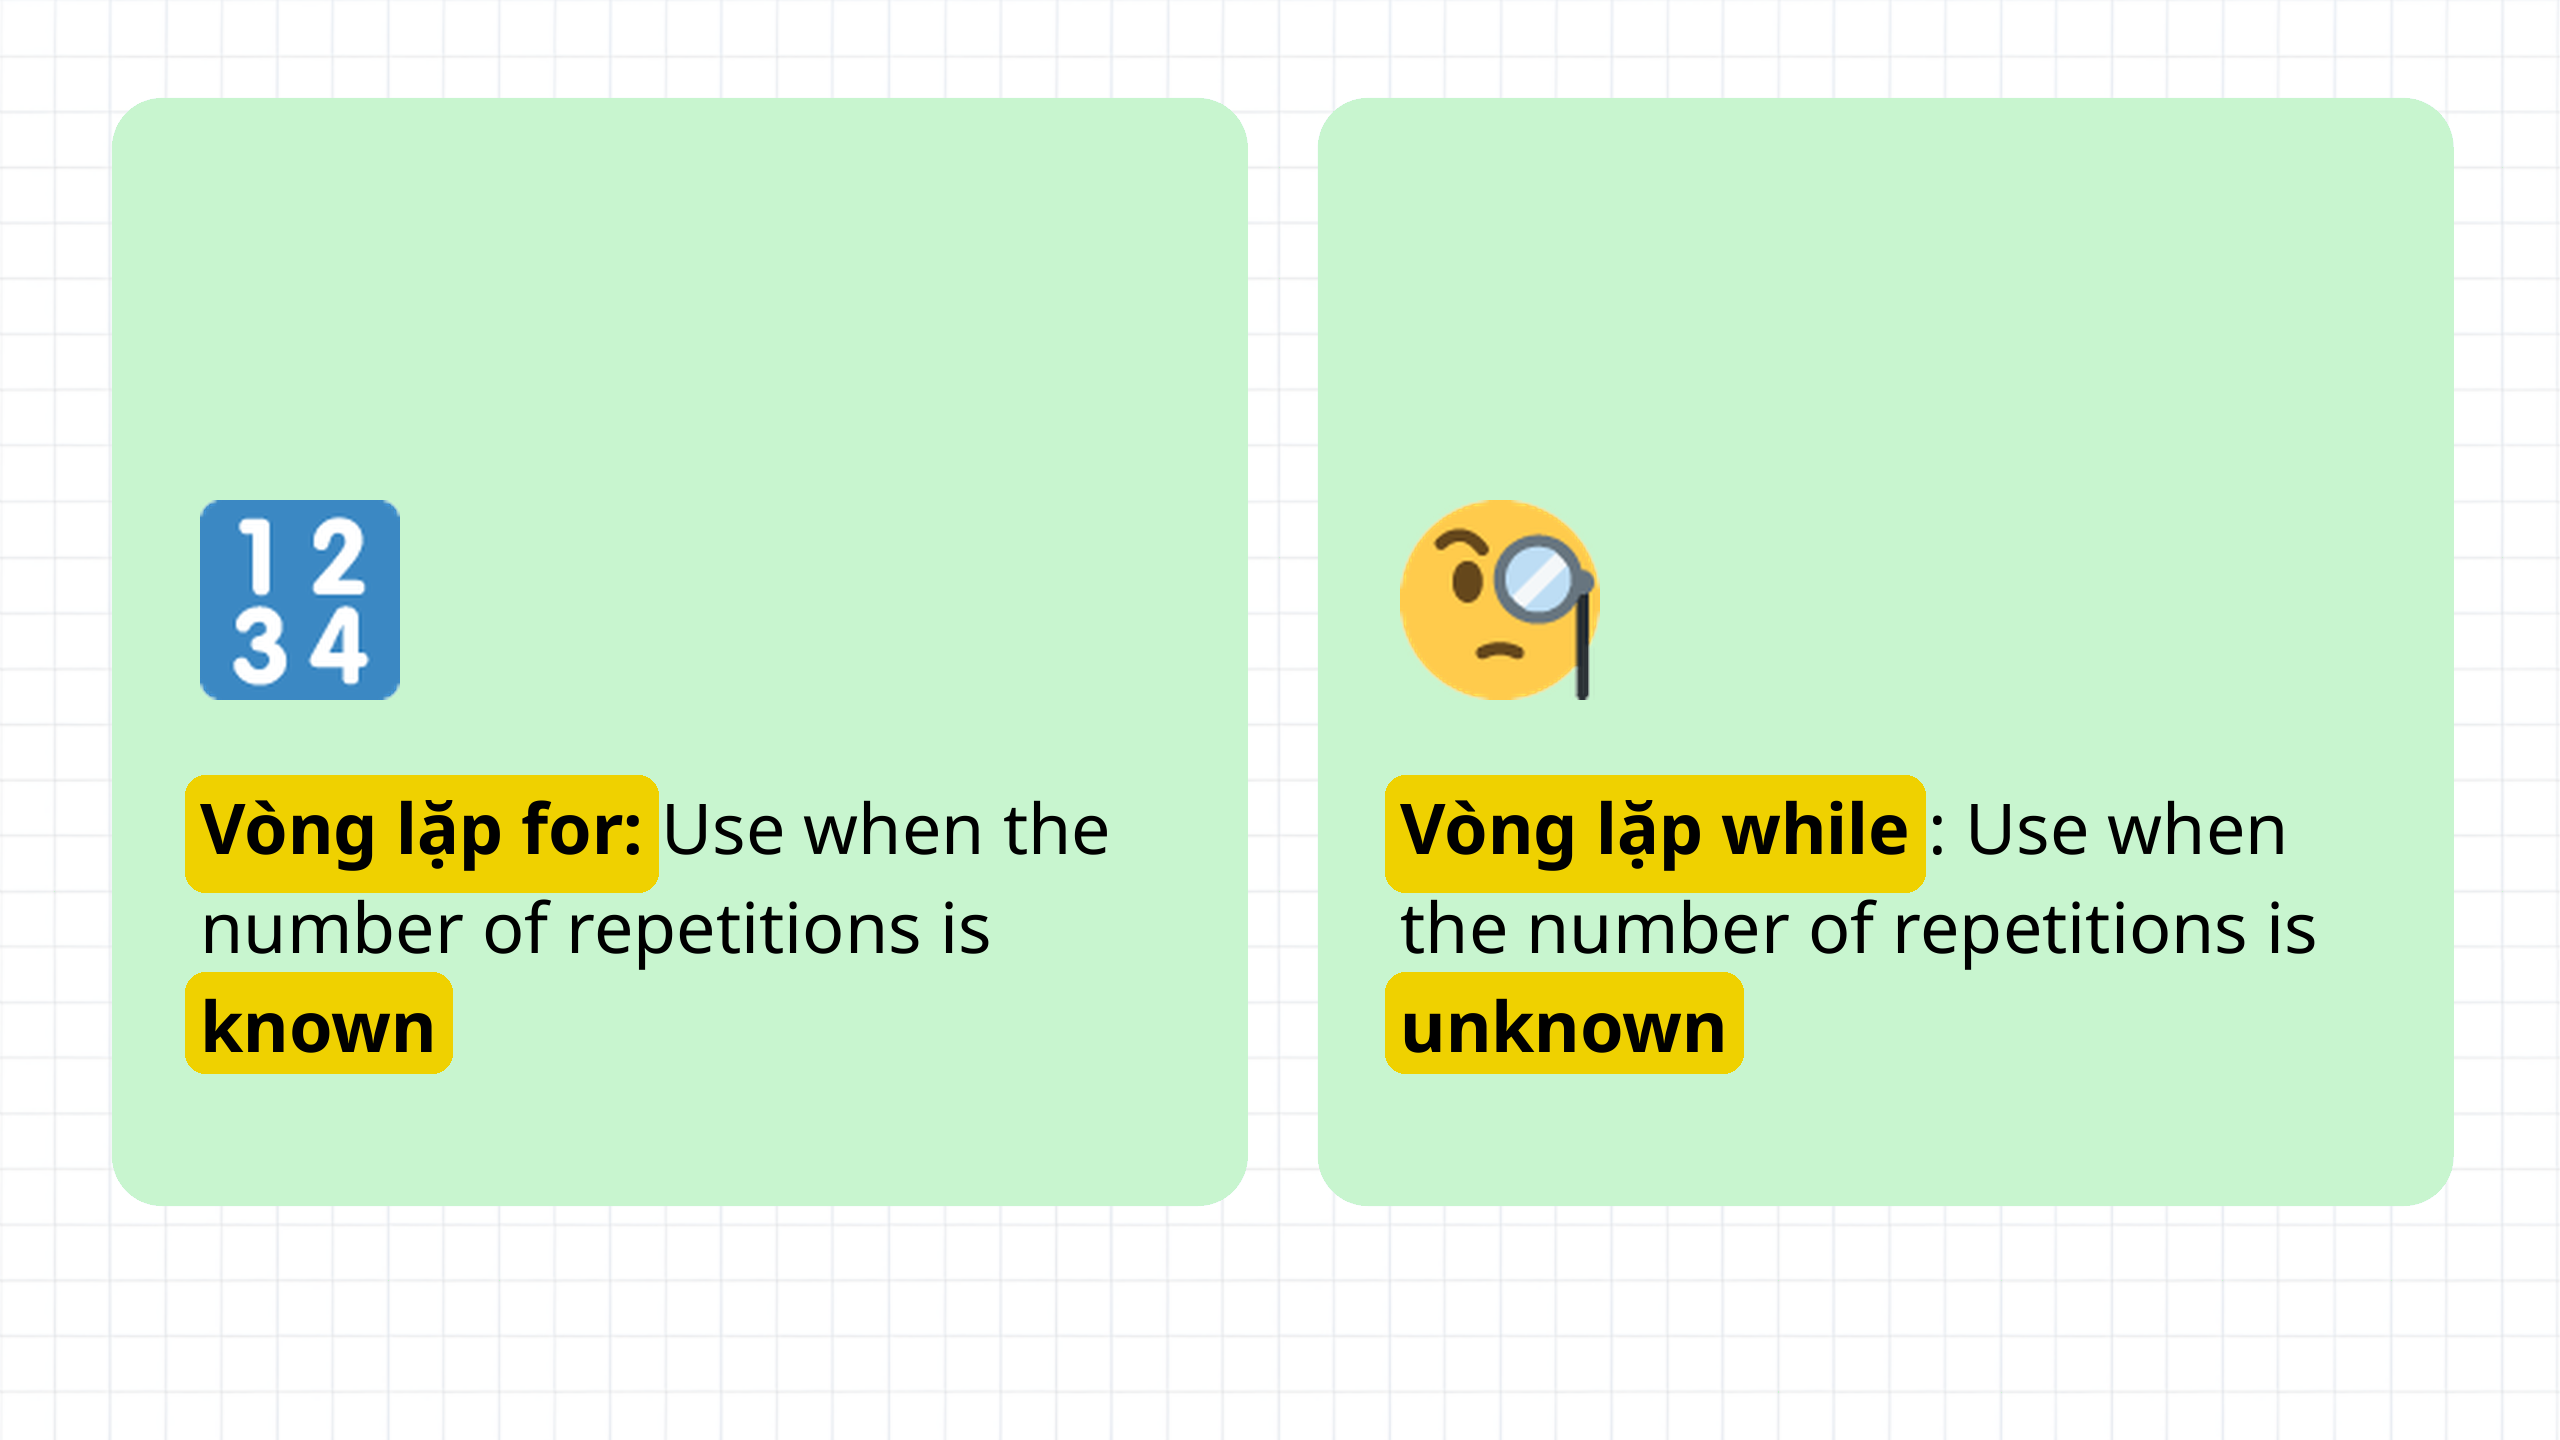 1 2
3 4
Vòng lặp for: Use when the
number of repetitions is
known
Vòng lặp while : Use when
the number of repetitions is
unknown